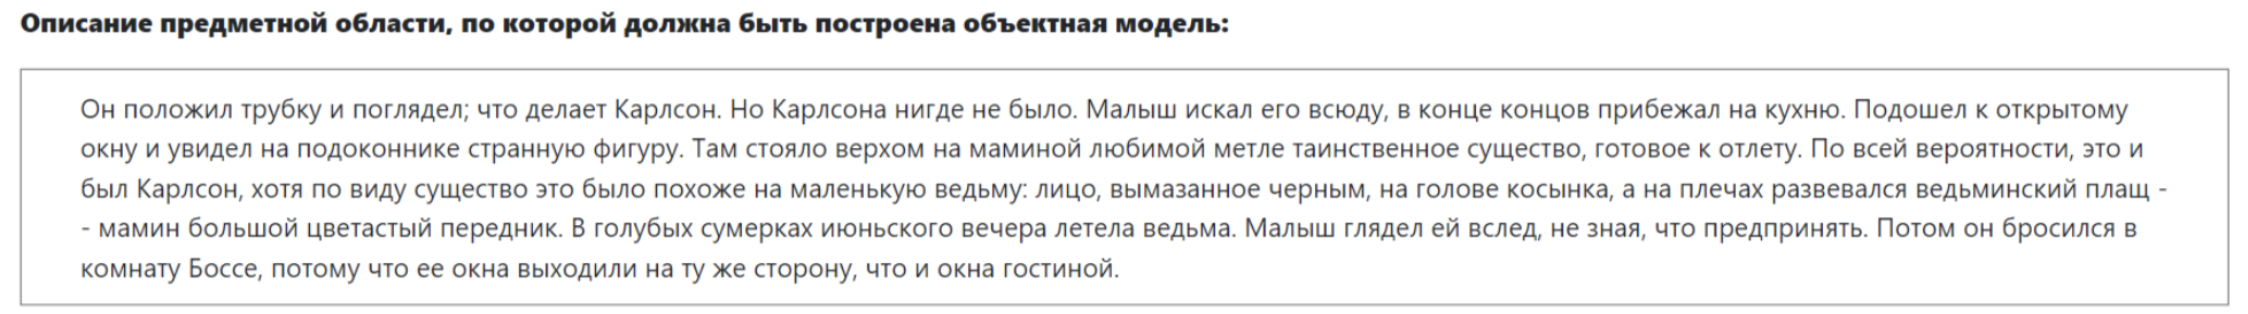 Описание предметной области, по которой должна быть построена объектная модель:
Он положил трубку и поглядел; что делает Карлсон. Но Карлсона нигде не было. Малыш искал его всюду, в конце концов прибежал на кухню. Подошел к открытому
окну и увидел на подоконнике странную фигуру. Там стояло верхом на маминой любимой метле таинственное существо, готовое к отлету. По всей вероятности, это и
был Карлсон, хотя по виду существо это было похоже на маленькую ведьму: лицо, вымазанное черным, на голове косынка, а на плечах развевался ведьминский плащ -
- мамин большой цветастый передник. В голубых сумерках июньского вечера летела ведьма. Малыш глядел ей вслед, не зная, что предпринять. Потом он бросился в
комнату Боссе, потому что ее окна выходили на ту же сторону, что и окна гостиной.